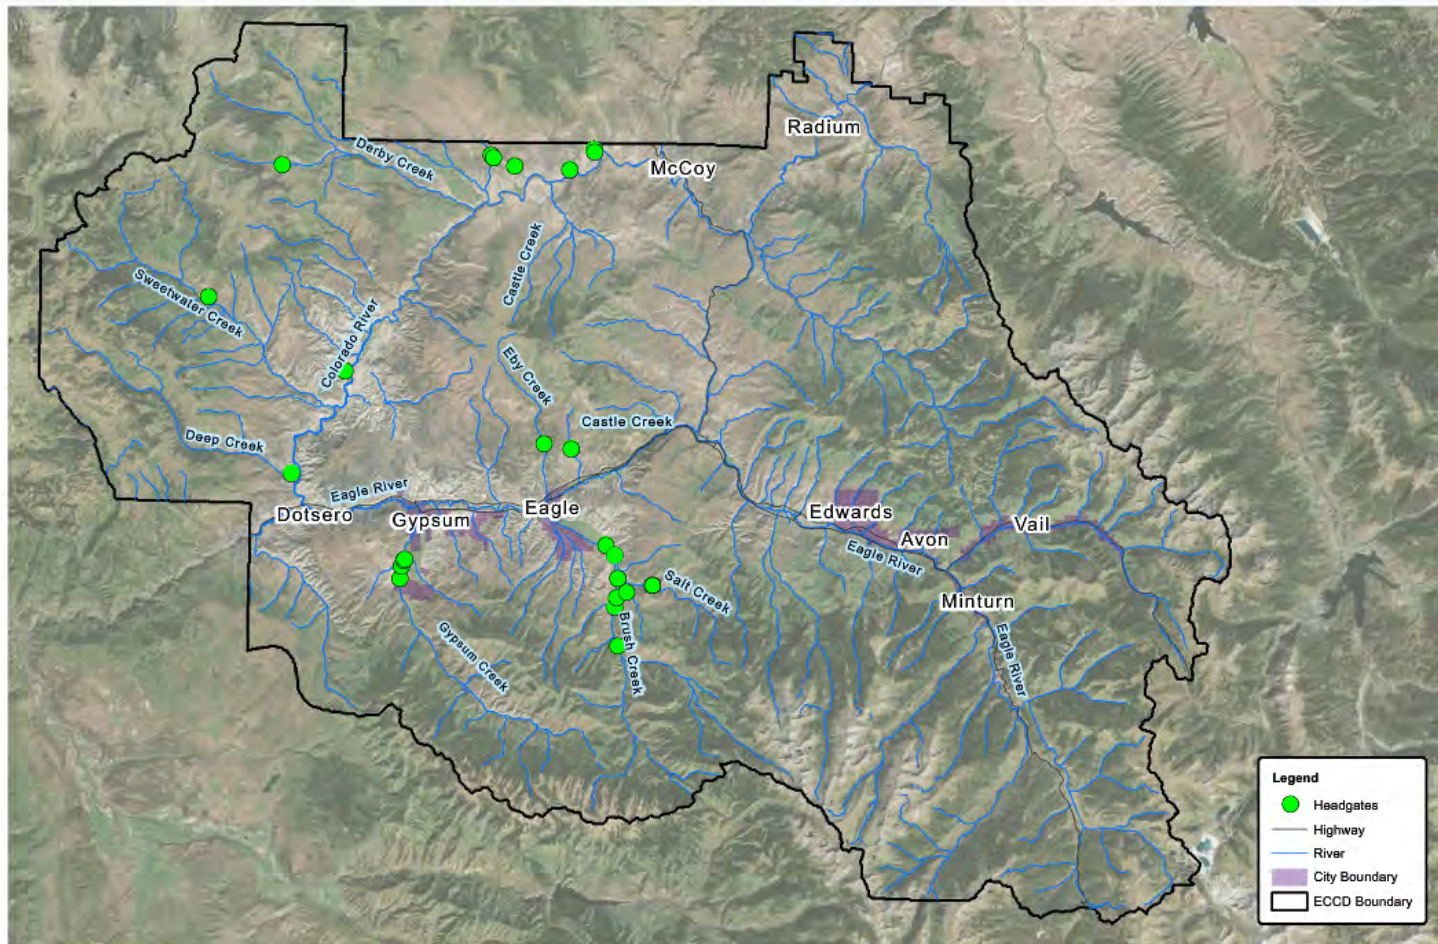 Radium
Derby Creek
McCoy
Castle Creek
Sweetwater Creek
Colorado River
Eby Creek
Castle Creek
Deep Creek
Eagle River
Dotsero
Gypsum
Eagle
Edwards
Avon
Vail
Eagle River
Salt Creek
Minturn
Brush Creek
Gypsum Creek
Eagle River
Legend
Headgates
Highway
River
City Boundary
ECCD Boundary